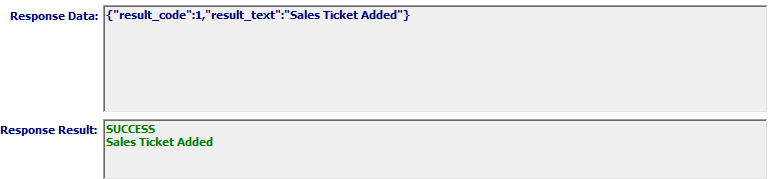 Response Data: {"result_code":1,"result_text":"Sales Ticket Added"}
Response Result: SUCCESS
Sales Ticket Added